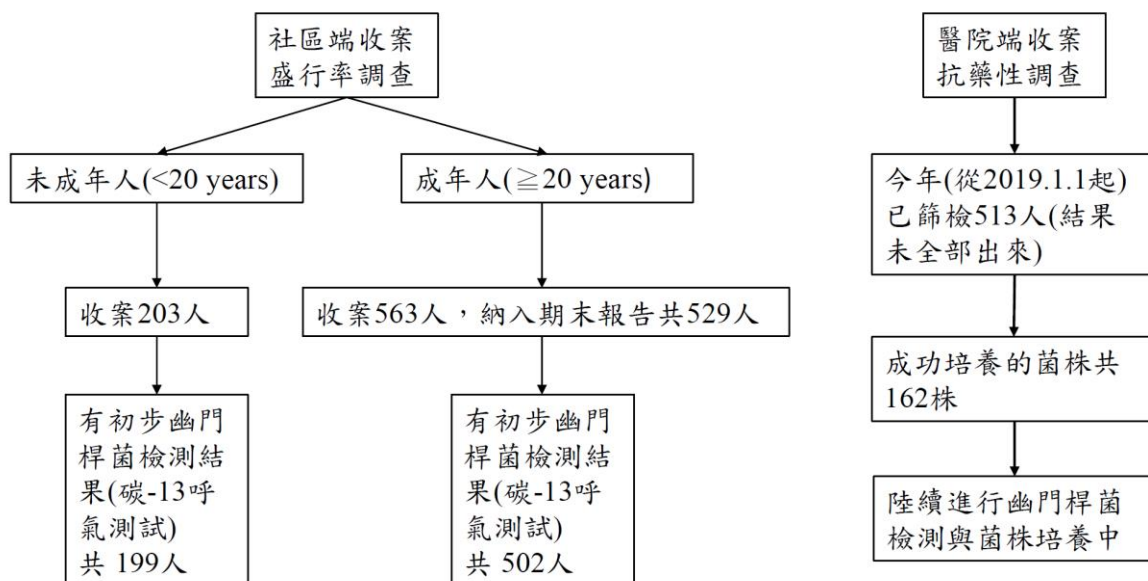 社區端收案
盛行率調查
未成年人(<20 years)
成年人(≧20 years)
收案203人
收案563人，納入期末報告共529人
有初步幽門
桿菌檢測結
果(碳-13呼
氣測試)
共 199人
有初步幽門
桿菌檢測結
果(碳-13呼
氣測試)
共 502人
醫院端收案
抗藥性調查
今年(從2019.1.1起)
已篩檢513人(結果
未全部出來)
成功培養的菌株共
162株
陸續進行幽門桿菌
檢測與菌株培養中